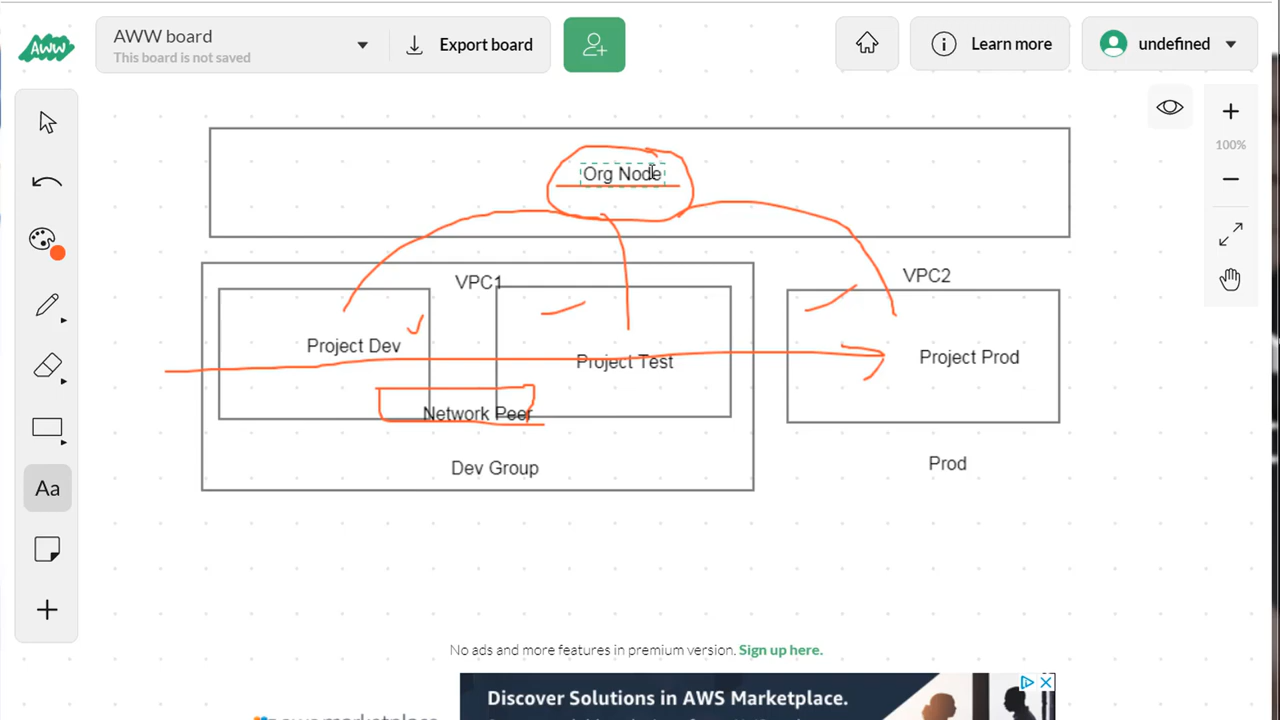 AWW
AWW board
This board is not saved
Export board
Learn more
undefined
100%
Org Node
VPC1
VPC2
Project Dev
Project Test
Project Prod
Network Peer
Dev Group
Prod
Aa
No ads and more features in premium version. Sign up here.
Discover Solutions in AWS Marketplace.